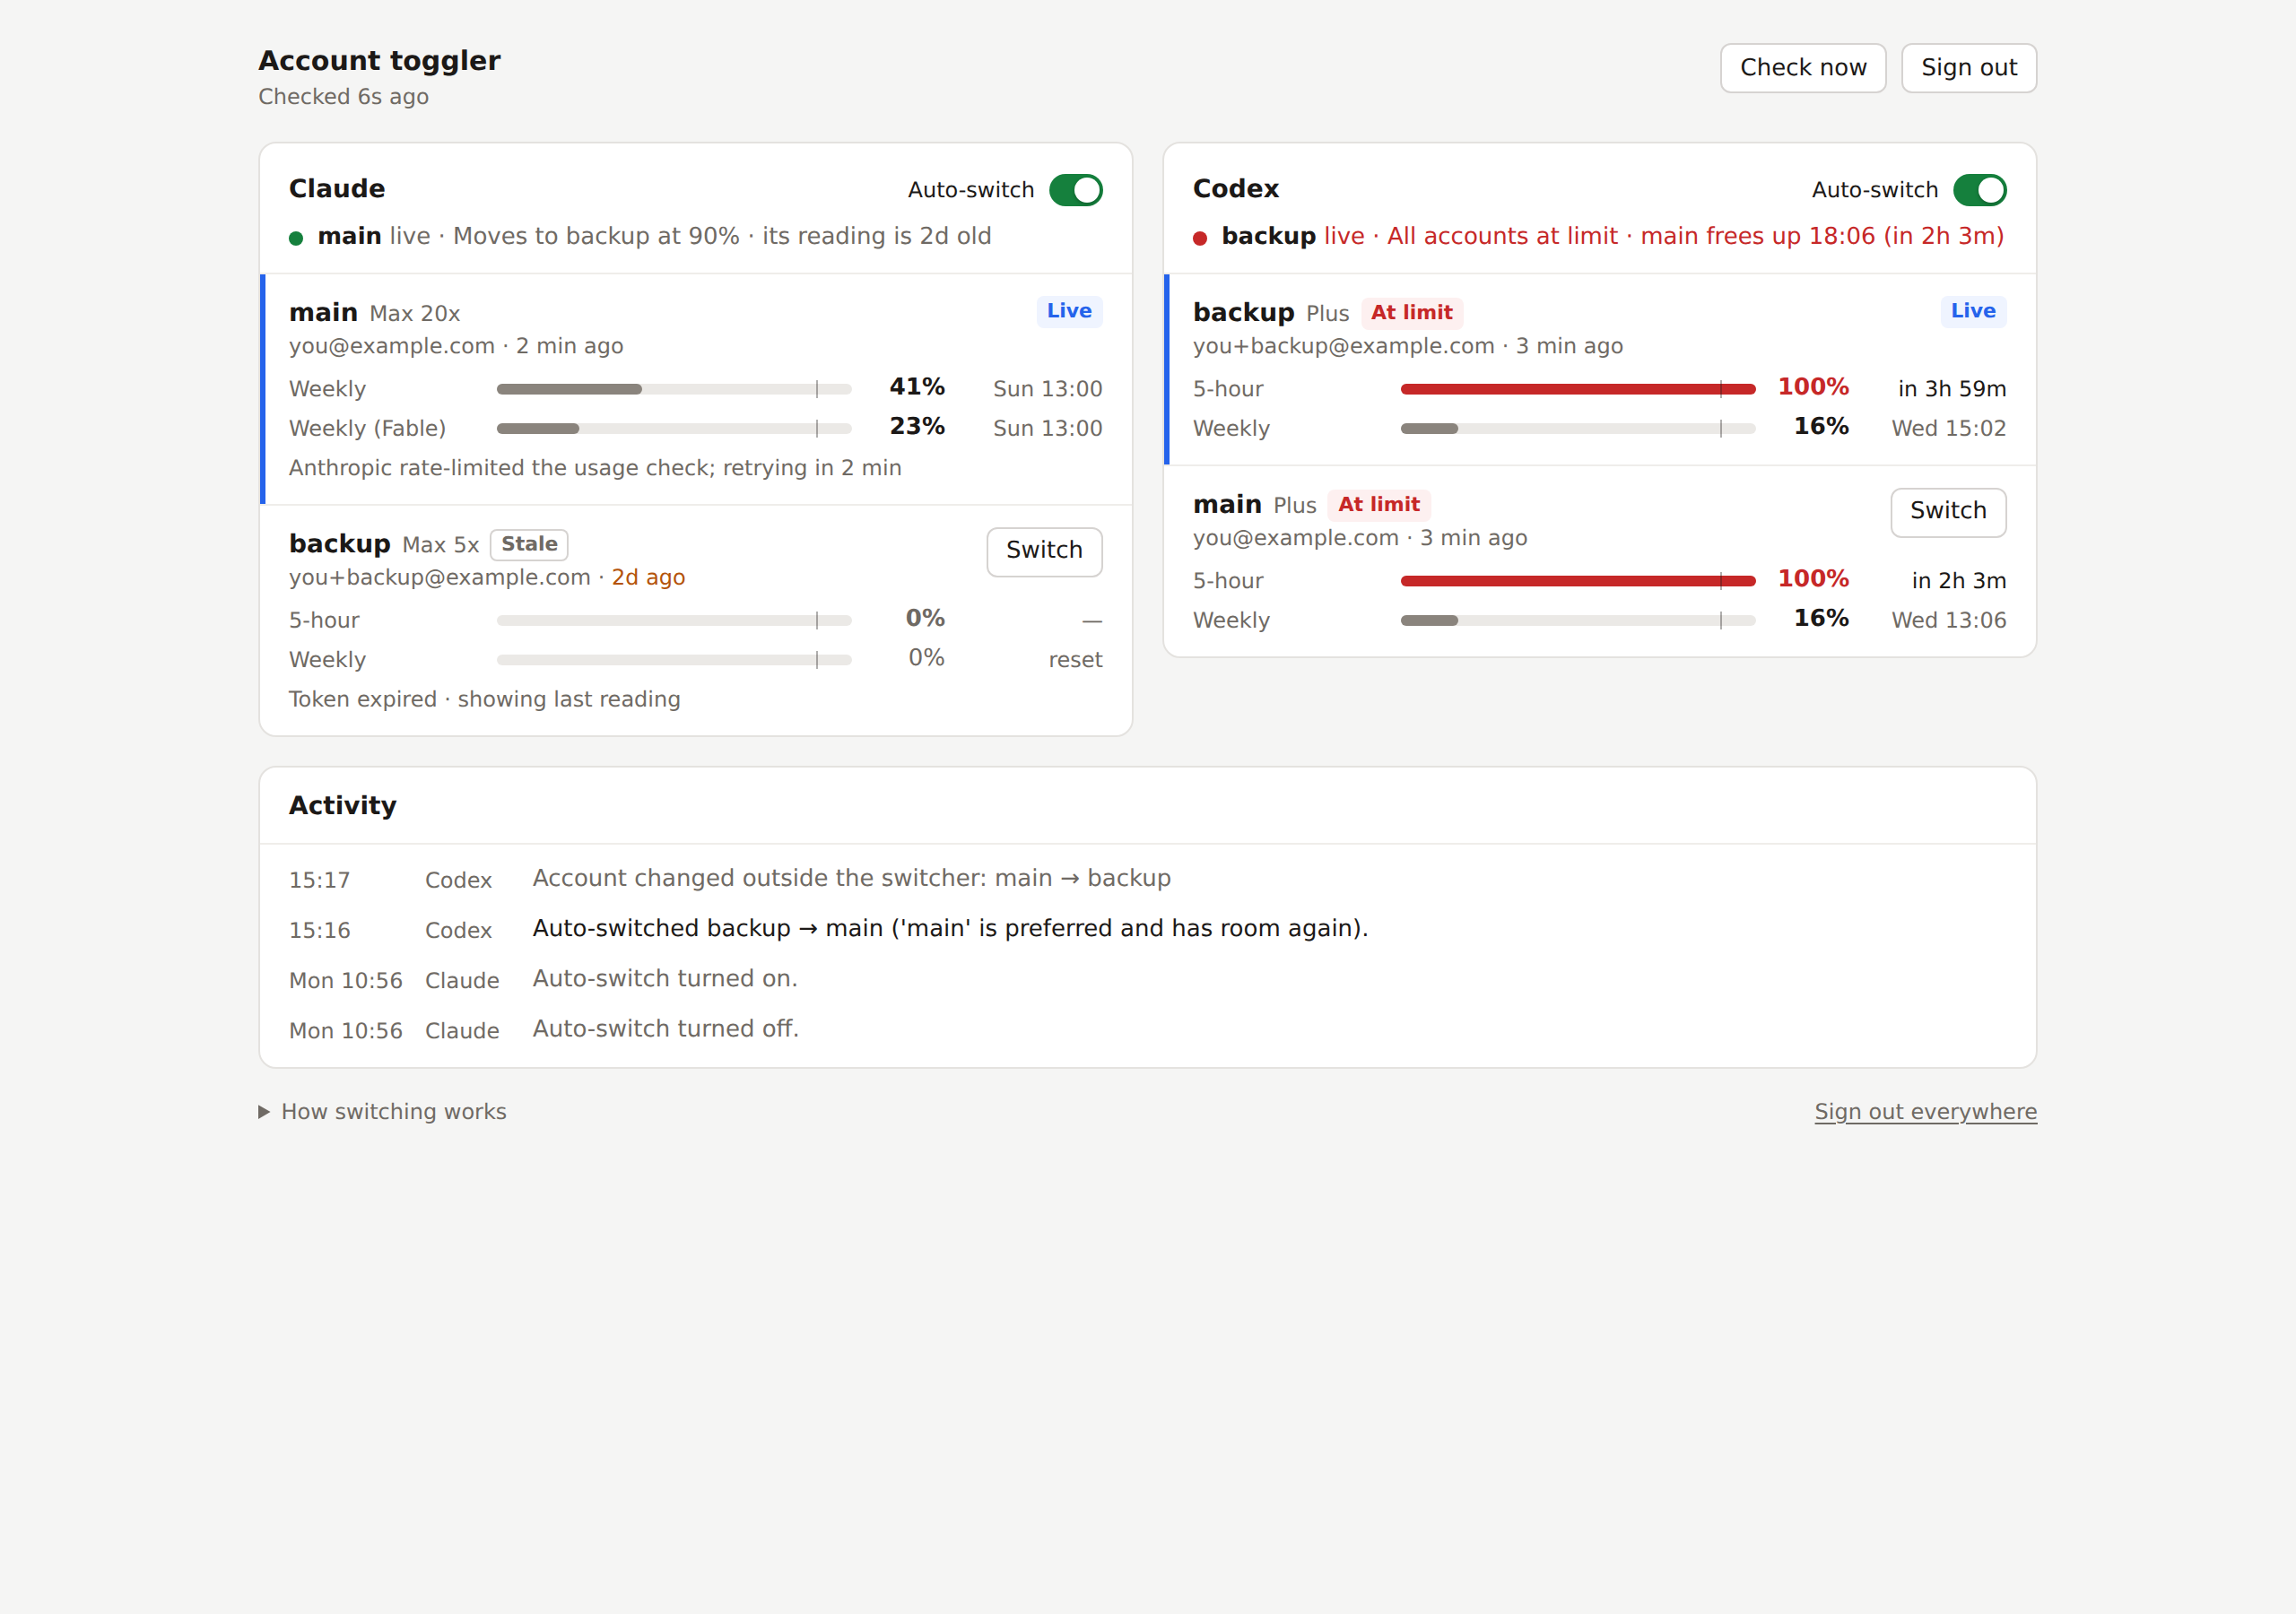 Account toggler
Checked 6s ago
Check now
Sign out
Claude
Auto-switch
main live · Moves to backup at 90% · its reading is 2d old
main Max 20x
Live
you@example.com · 2 min ago
Weekly 41% Sun 13:00
Weekly (Fable) 23% Sun 13:00
Anthropic rate-limited the usage check; retrying in 2 min
backup Max 5x Stale
Switch
you+backup@example.com · 2d ago
5-hour 0% —
Weekly 0% reset
Token expired · showing last reading
Codex
Auto-switch
backup live · All accounts at limit · main frees up 18:06 (in 2h 3m)
backup Plus At limit
Live
you+backup@example.com · 3 min ago
5-hour 100% in 3h 59m
Weekly 16% Wed 15:02
main Plus At limit
Switch
you@example.com · 3 min ago
5-hour 100% in 2h 3m
Weekly 16% Wed 13:06
Activity
15:17 Codex Account changed outside the switcher: main → backup
15:16 Codex Auto-switched backup → main ('main' is preferred and has room again).
Mon 10:56 Claude Auto-switch turned on.
Mon 10:56 Claude Auto-switch turned off.
▶ How switching works
Sign out everywhere